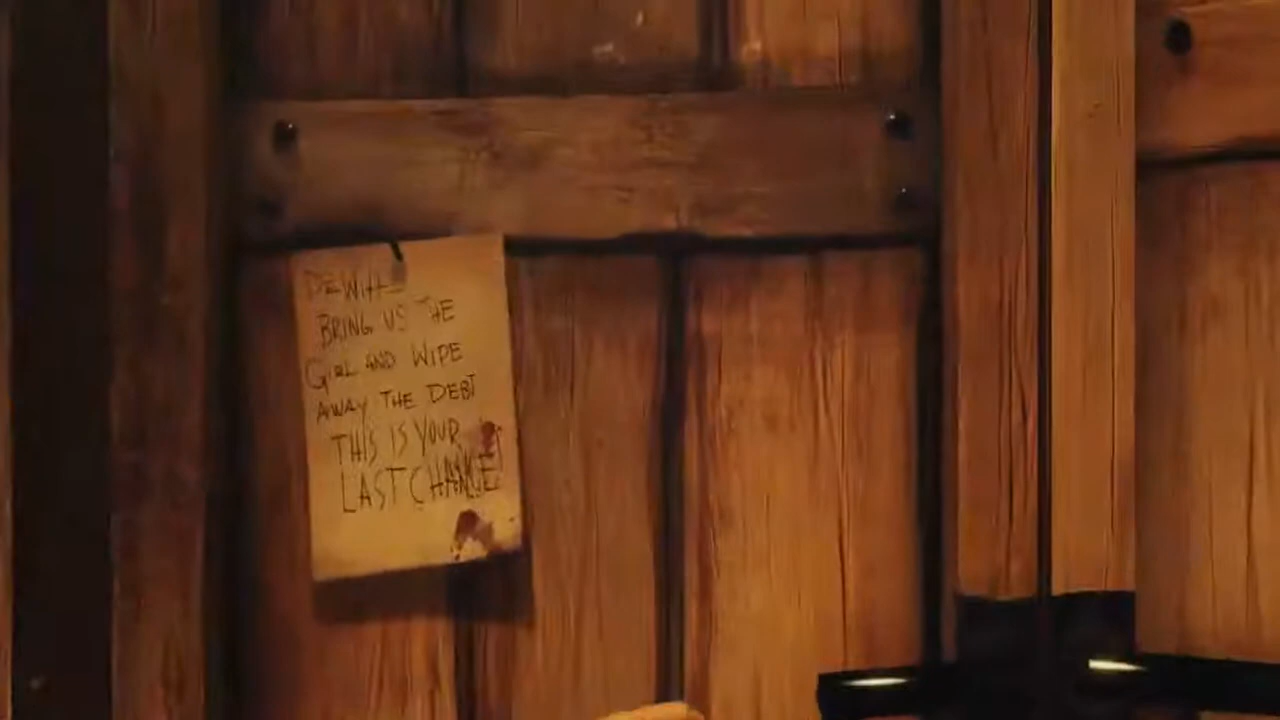 DEWITT
BRING US THE
GIRL AND WIPE
AWAY THE DEBT
THIS IS YOUR
LAST CHANCE!